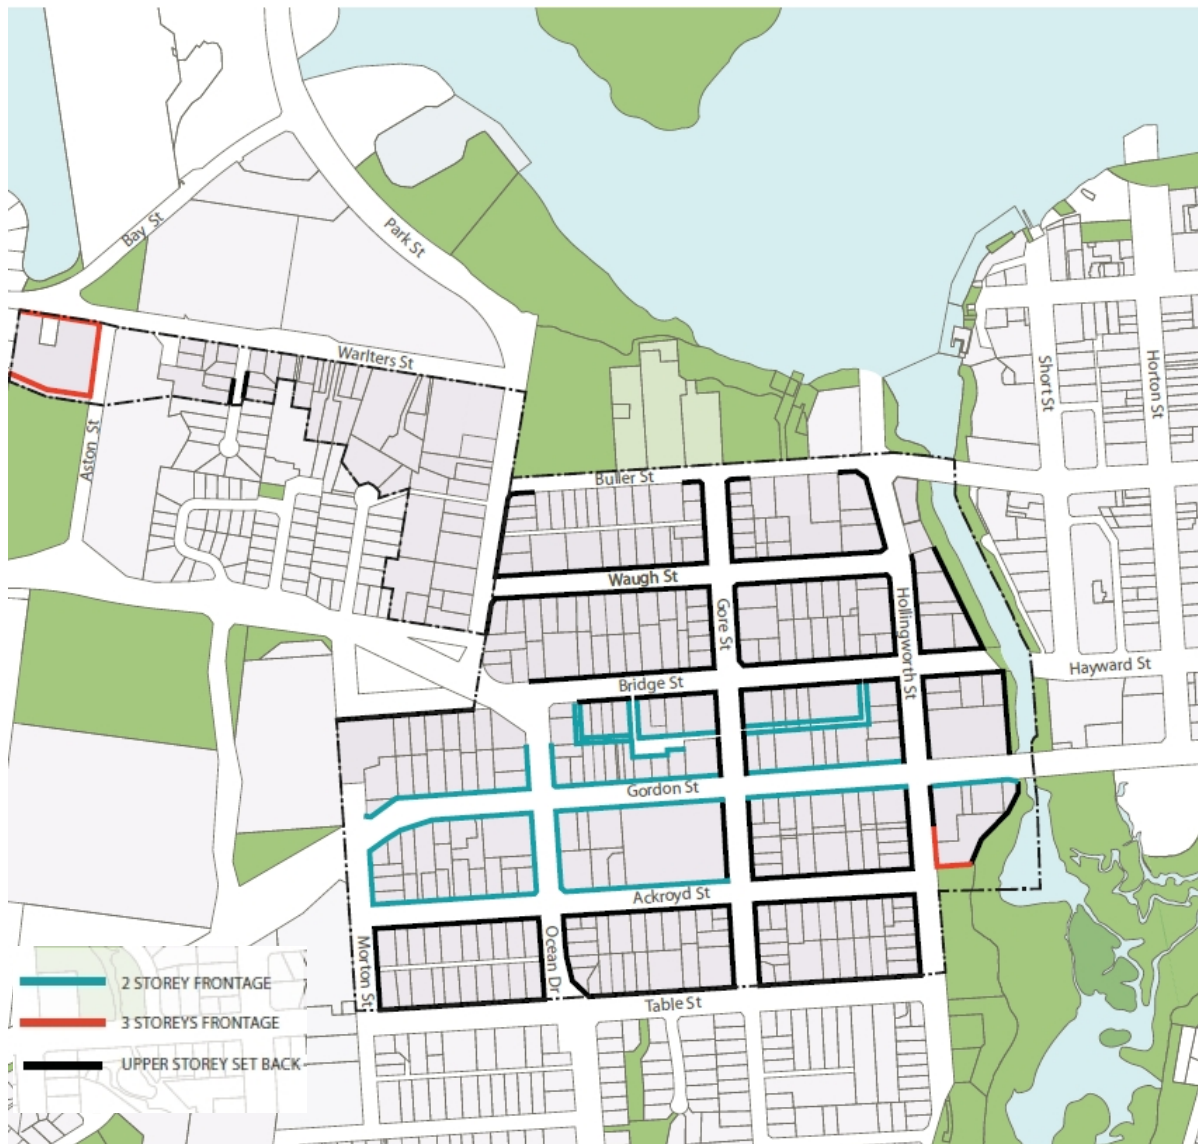 Bay St
Park St
Warlters St
Aston St
Short St
Horton St
Buller St
Waugh St
Gore St
Hollingworth St
Hayward St
Bridge St
Gordon St
Ackroyd St
Morton St
Ocean Dr
Table St
2 STOREY FRONTAGE
3 STOREYS FRONTAGE
UPPER STOREY SET BACK